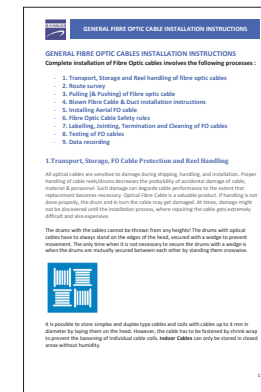 B-CABLES
GENERAL FIBRE OPTIC CABLE INSTALLATION INSTRUCTIONS
GENERAL FIBRE OPTIC CABLES INSTALLATION INSTRUCTIONS
Complete installation of Fibre Optic cables involves the following processes :
- 1. Transport, Storage and Reel handling of fibre optic cables
- 2. Route survey
- 3. Pulling (& Pushing) of Fibre optic cable
- 4. Blown Fibre Cable & Duct installation instructions
- 5. Installing Aerial FO cable
- 6. Fibre Optic Cable Safety rules
- 7. Labelling, Jointing, Termination and Cleaning of FO cables
- 8. Testing of FO cables
- 9. Data recording
1.Transport, Storage, FO Cable Protection and Reel Handling
All optical cables are sensitive to damage during shipping, handling, and installation. Proper
handling of cable reels/drums decreases the probability of accidental damage of cable,
material & personnel. Such damage can degrade cable performance to the extent that
replacement becomes necessary. Optical Fibre Cable is a valuable product. If handling is not
done properly, the drum and in turn the cable may get damaged. At times, damage might
not be discovered until the installation process, where repairing the cable gets extremely
difficult and also expensive.
The drums with the cables cannot be thrown from any heights! The drums with optical
cables have to always stand on the edges of the head, secured with a wedge to prevent
movement. The only time when it is not necessary to secure the drums with a wedge is
when the drums are mutually secured between each other by standing them crosswise.
It is possible to store simplex and duplex type cables and coils with cables up to 4 mm in
diameter by laying them on the head. However, the cable has to be fastened by shrink wrap
to prevent the loosening of individual cable coils. Indoor Cables can only be stored in closed
areas without humidity.
1